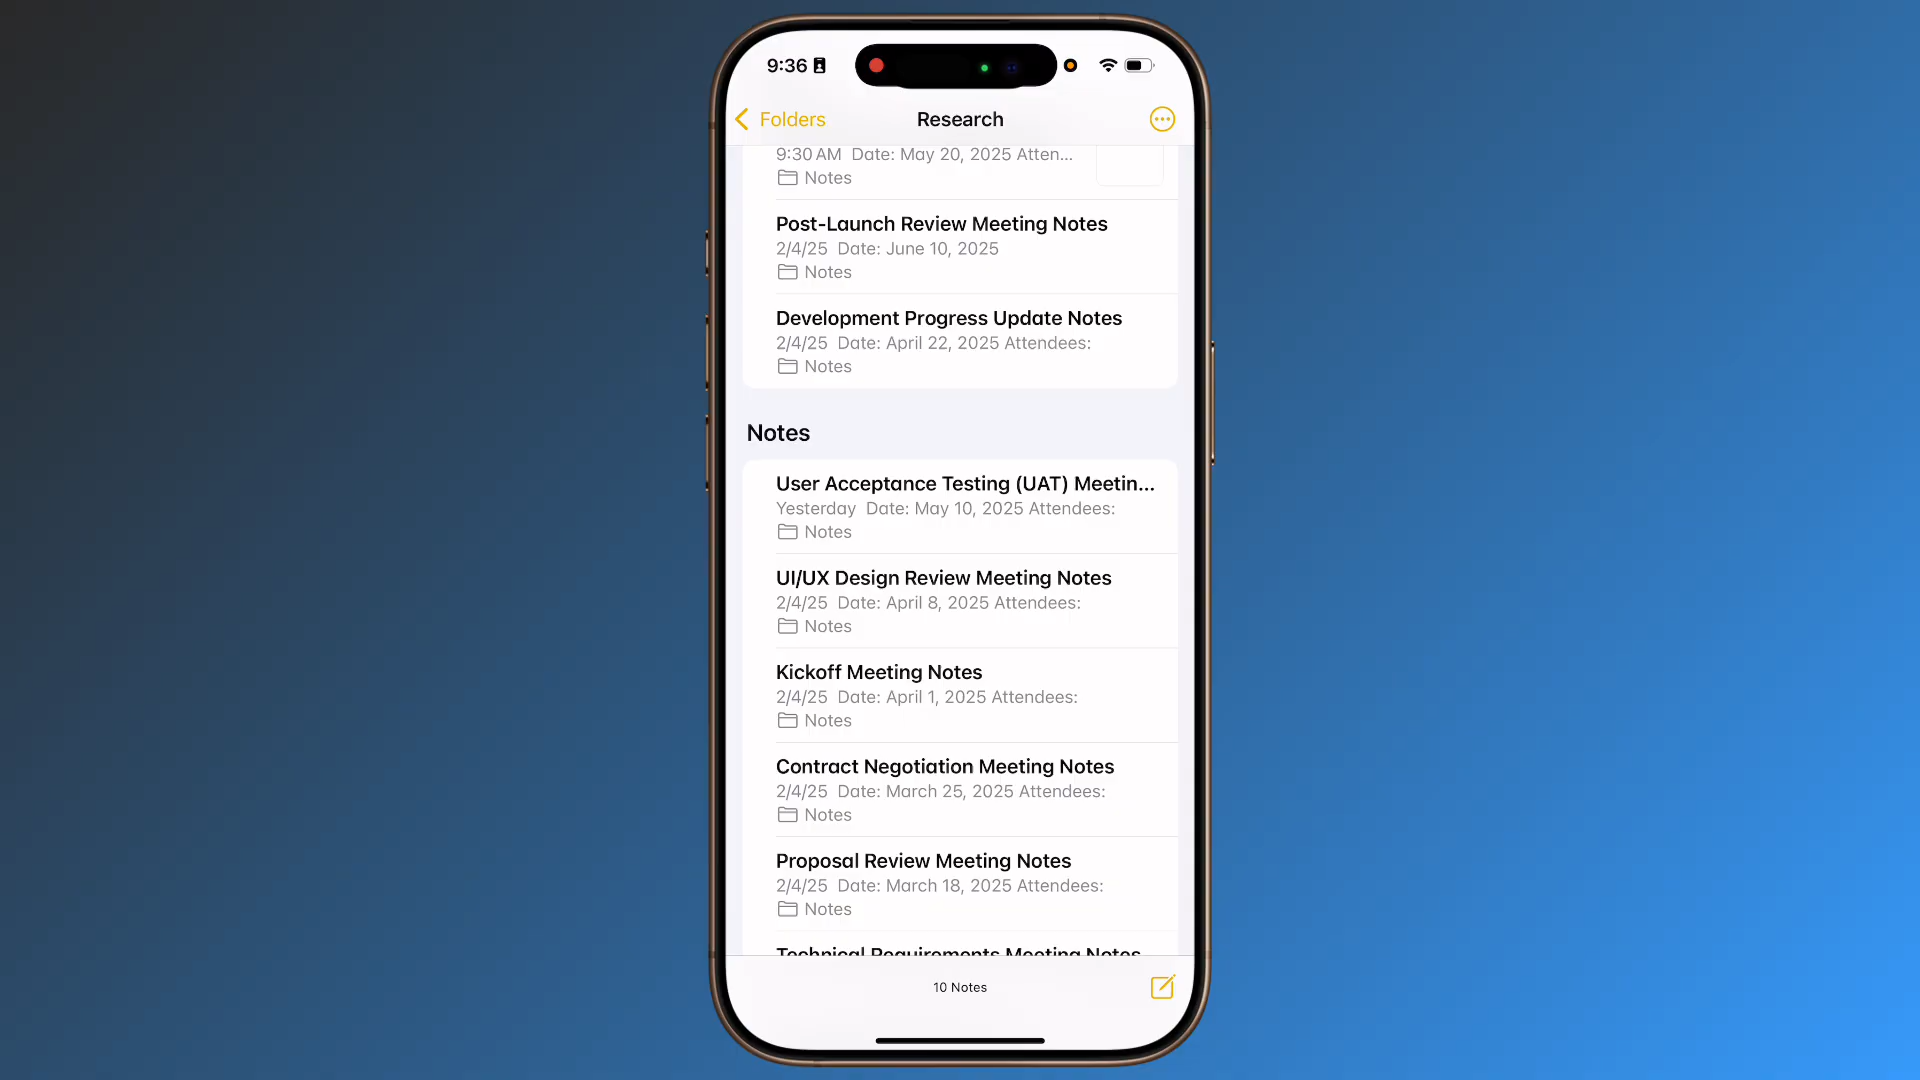 9:36
Folders
Research
9:30 AM Date: May 20, 2025 Atten...
Notes
Post-Launch Review Meeting Notes
2/4/25 Date: June 10, 2025
Notes
Development Progress Update Notes
2/4/25 Date: April 22, 2025 Attendees:
Notes
Notes
User Acceptance Testing (UAT) Meetin...
Yesterday Date: May 10, 2025 Attendees:
Notes
UI/UX Design Review Meeting Notes
2/4/25 Date: April 8, 2025 Attendees:
Notes
Kickoff Meeting Notes
2/4/25 Date: April 1, 2025 Attendees:
Notes
Contract Negotiation Meeting Notes
2/4/25 Date: March 25, 2025 Attendees:
Notes
Proposal Review Meeting Notes
2/4/25 Date: March 18, 2025 Attendees:
Notes
Technical Requirements Meeting Notes
10 Notes